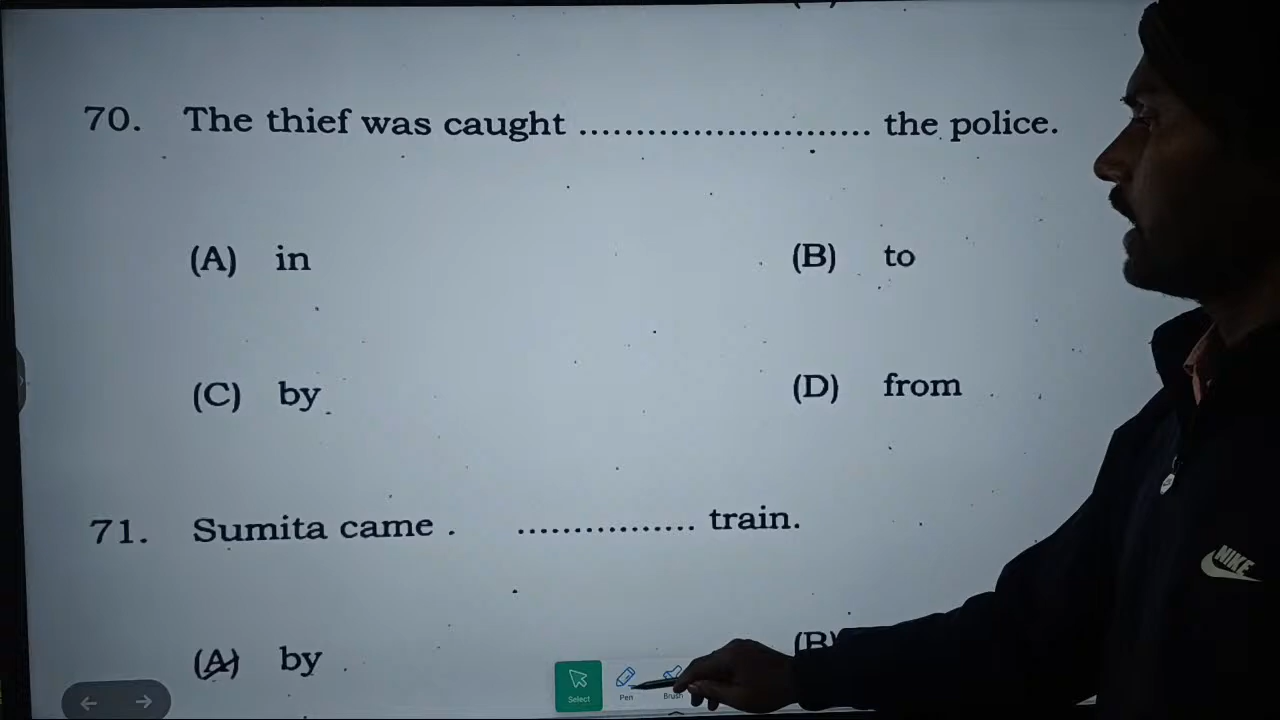 70. The thief was caught .......................... the police.
(A) in (B) to
(C) by (D) from
71. Sumita came . ................ train.
(A) by (B)
Select Pen Brush
NIKE